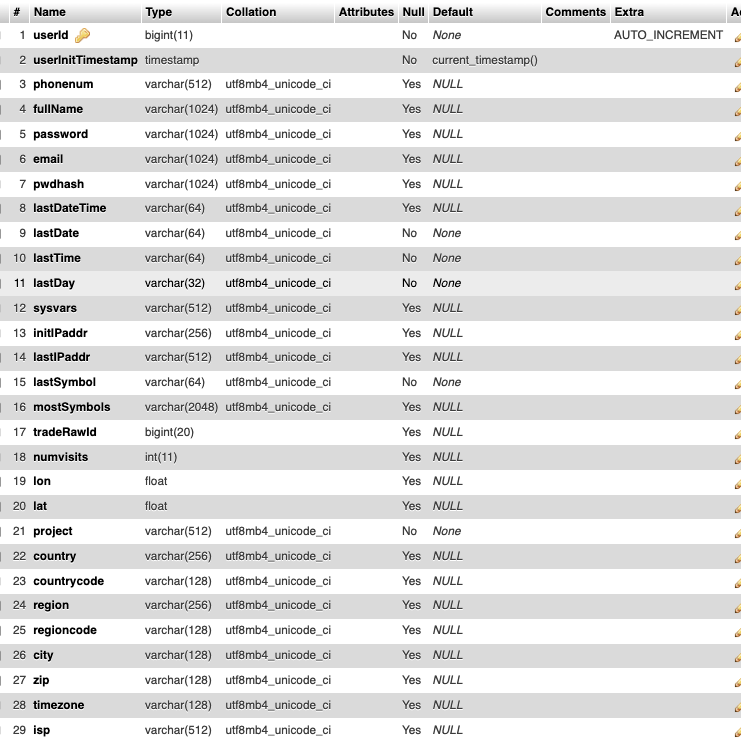 # Name Type Collation Attributes Null Default Comments Extra
1 userId bigint(11) No None AUTO_INCREMENT
2 userInitTimestamp timestamp No current_timestamp()
3 phonenum varchar(512) utf8mb4_unicode_ci Yes NULL
4 fullName varchar(1024) utf8mb4_unicode_ci Yes NULL
5 password varchar(1024) utf8mb4_unicode_ci Yes NULL
6 email varchar(1024) utf8mb4_unicode_ci Yes NULL
7 pwdhash varchar(1024) utf8mb4_unicode_ci Yes NULL
8 lastDateTime varchar(64) utf8mb4_unicode_ci Yes NULL
9 lastDate varchar(64) utf8mb4_unicode_ci No None
10 lastTime varchar(64) utf8mb4_unicode_ci No None
11 lastDay varchar(32) utf8mb4_unicode_ci No None
12 sysvars varchar(512) utf8mb4_unicode_ci Yes NULL
13 initIPaddr varchar(256) utf8mb4_unicode_ci Yes NULL
14 lastIPaddr varchar(512) utf8mb4_unicode_ci Yes NULL
15 lastSymbol varchar(64) utf8mb4_unicode_ci No None
16 mostSymbols varchar(2048) utf8mb4_unicode_ci Yes NULL
17 tradeRawId bigint(20) Yes NULL
18 numvisits int(11) Yes NULL
19 lon float Yes NULL
20 lat float Yes NULL
21 project varchar(512) utf8mb4_unicode_ci No None
22 country varchar(256) utf8mb4_unicode_ci Yes NULL
23 countrycode varchar(128) utf8mb4_unicode_ci Yes NULL
24 region varchar(256) utf8mb4_unicode_ci Yes NULL
25 regioncode varchar(128) utf8mb4_unicode_ci Yes NULL
26 city varchar(128) utf8mb4_unicode_ci Yes NULL
27 zip varchar(128) utf8mb4_unicode_ci Yes NULL
28 timezone varchar(128) utf8mb4_unicode_ci Yes NULL
29 isp varchar(512) utf8mb4_unicode_ci Yes NULL